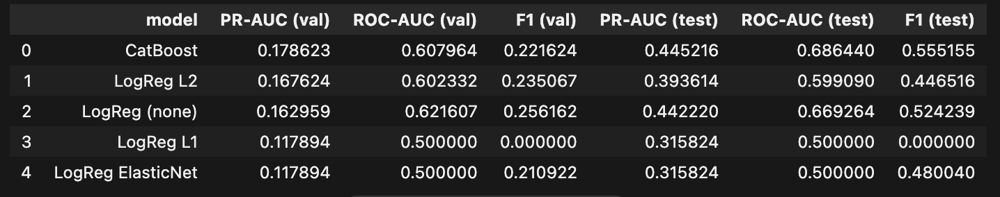 model PR-AUC (val) ROC-AUC (val) F1 (val) PR-AUC (test) ROC-AUC (test) F1 (test)
0 CatBoost 0.178623 0.607964 0.221624 0.445216 0.686440 0.555155
1 LogReg L2 0.167624 0.602332 0.235067 0.393614 0.599090 0.446516
2 LogReg (none) 0.162959 0.621607 0.256162 0.442220 0.669264 0.524239
3 LogReg L1 0.117894 0.500000 0.000000 0.315824 0.500000 0.000000
4 LogReg ElasticNet 0.117894 0.500000 0.210922 0.315824 0.500000 0.480040